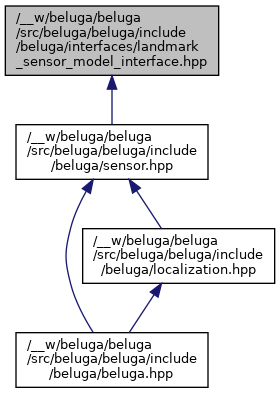 /__w/beluga/beluga
/src/beluga/beluga/include
/beluga/interfaces/landmark
_sensor_model_interface.hpp
/__w/beluga/beluga
/src/beluga/beluga/include
/beluga/sensor.hpp
/__w/beluga/beluga
/src/beluga/beluga/include
/beluga/localization.hpp
/__w/beluga/beluga
/src/beluga/beluga/include
/beluga/beluga.hpp